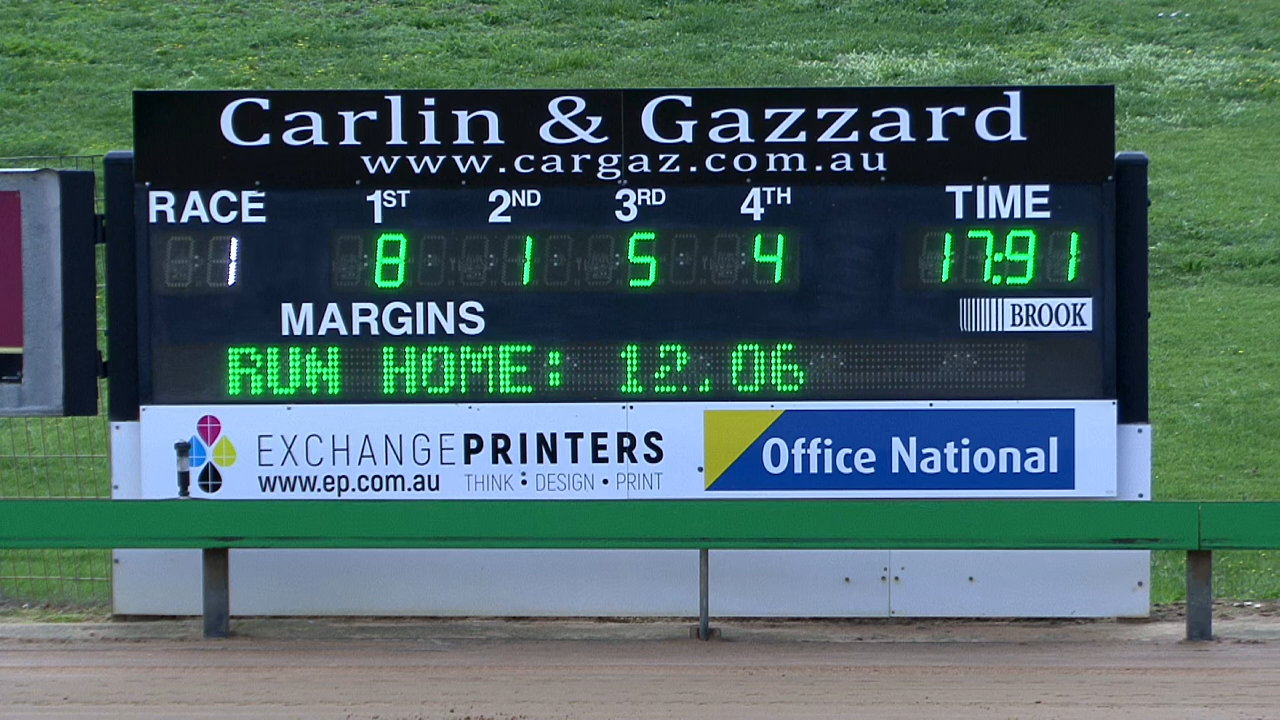 Carlin & Gazzard
www.cargaz.com.au
RACE 1ST 2ND 3RD 4TH TIME
1 8 1 5 4 17:91
MARGINS BROOK
RUN HOME: 12.06
EXCHANGEPRINTERS
www.ep.com.au THINK : DESIGN • PRINT
Office National